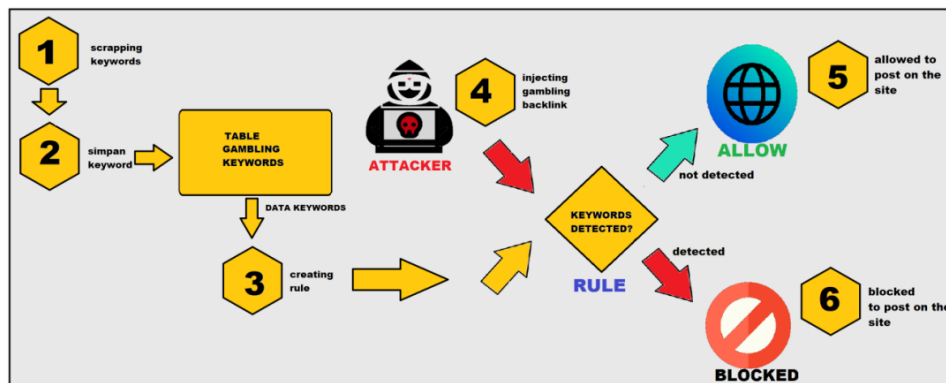 1
scrapping
keywords
2
simpan
keyword
TABLE
GAMBLING
KEYWORDS
DATA KEYWORDS
3
creating
rule
ATTACKER
4
injecting
gambling
backlink
KEYWORDS
DETECTED?
RULE
not detected
detected
ALLOW
5
allowed to
post on the
site
BLOCKED
6
blocked
to post on the
site